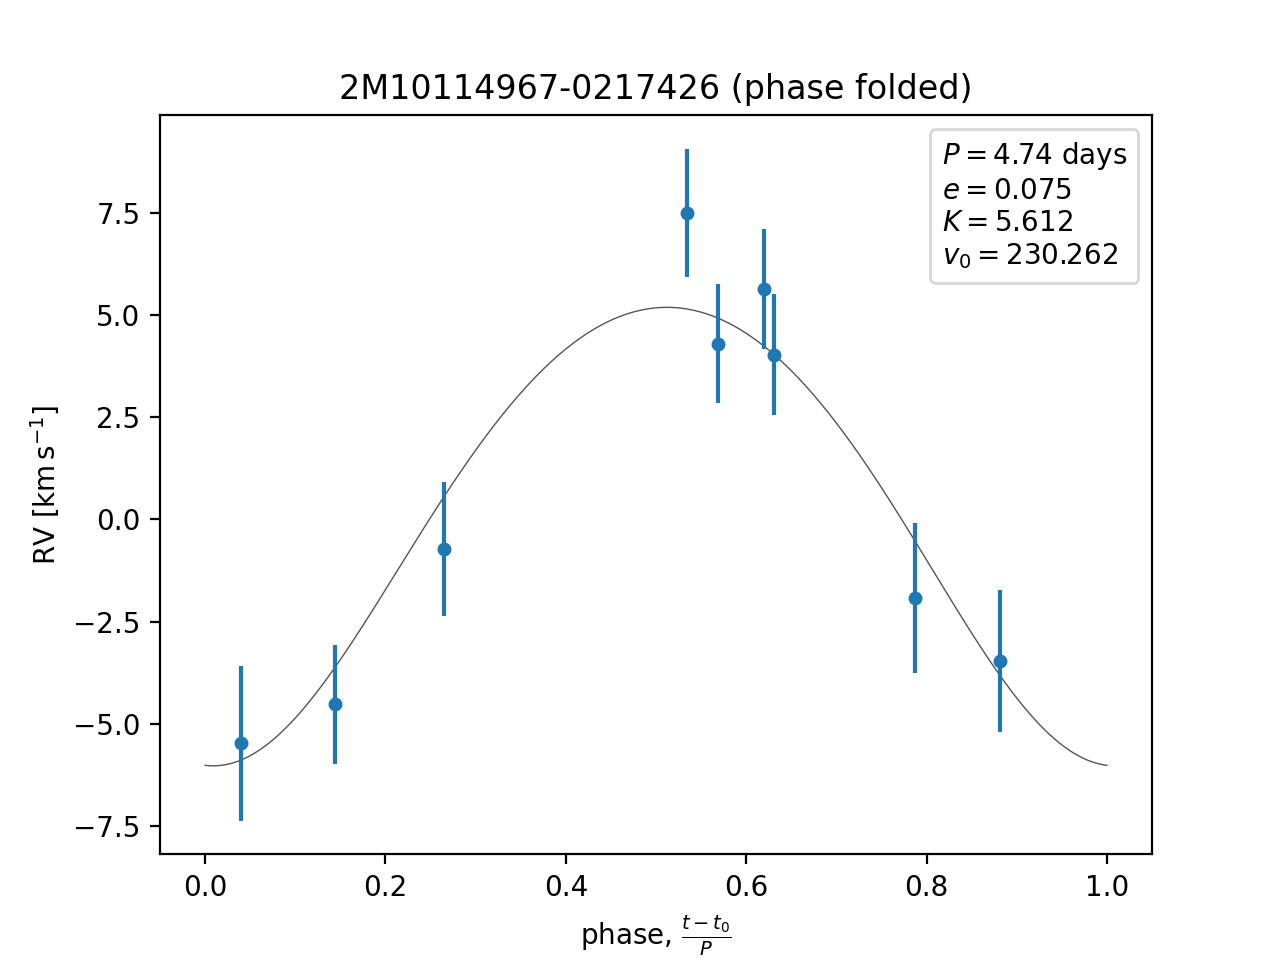 2M10114967-0217426 (phase folded)
P = 4.74 days
e = 0.075
K = 5.612
v₀ = 230.262
7.5
5.0
2.5
0.0
−2.5
−5.0
−7.5
RV [km s⁻¹]
0.0 0.2 0.4 0.6 0.8 1.0
phase, (t − t₀)/P